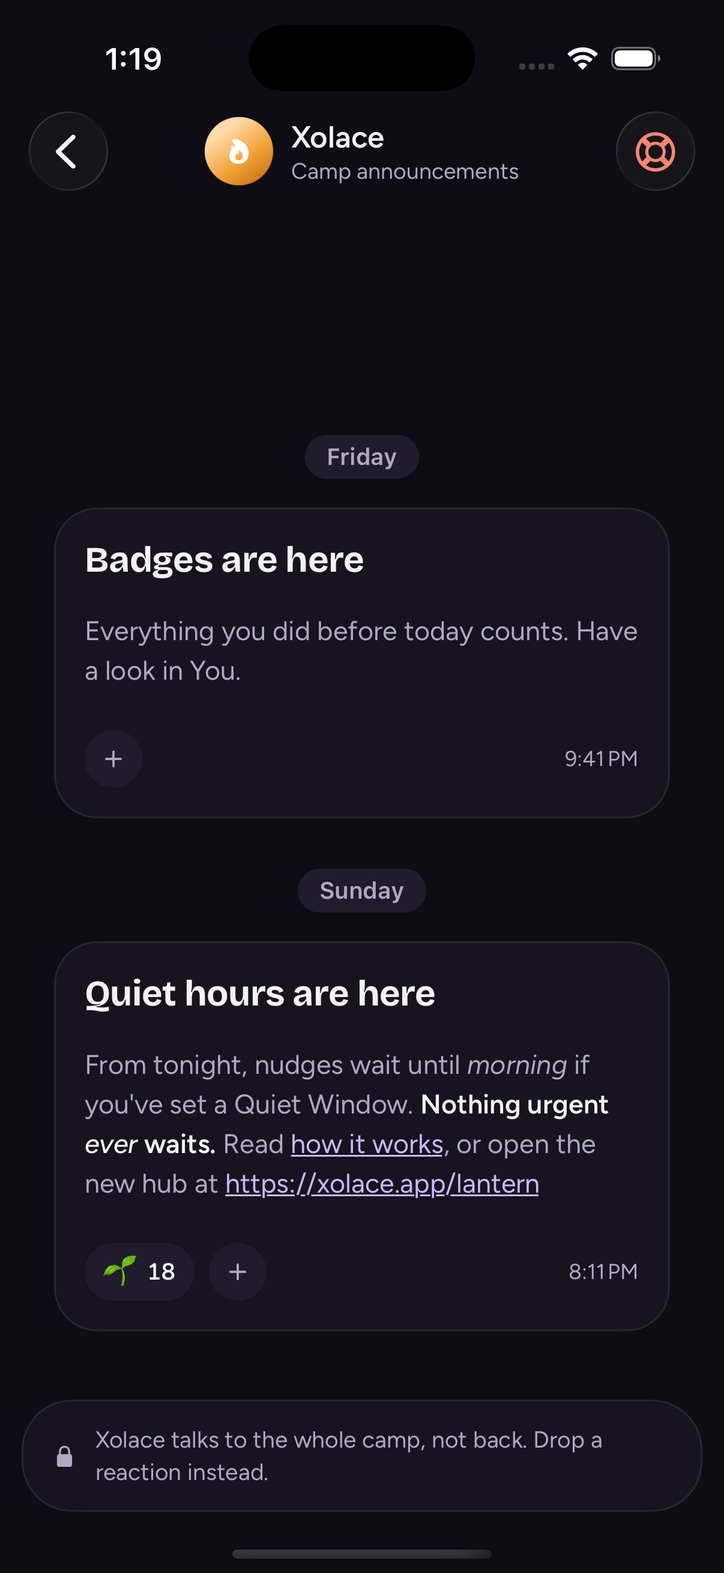 1:19
Xolace
Camp announcements
Friday
Badges are here
Everything you did before today counts. Have
a look in You.
9:41 PM
Sunday
Quiet hours are here
From tonight, nudges wait until morning if
you've set a Quiet Window. Nothing urgent
ever waits. Read how it works, or open the
new hub at https://xolace.app/lantern
18
8:11 PM
Xolace talks to the whole camp, not back. Drop a
reaction instead.